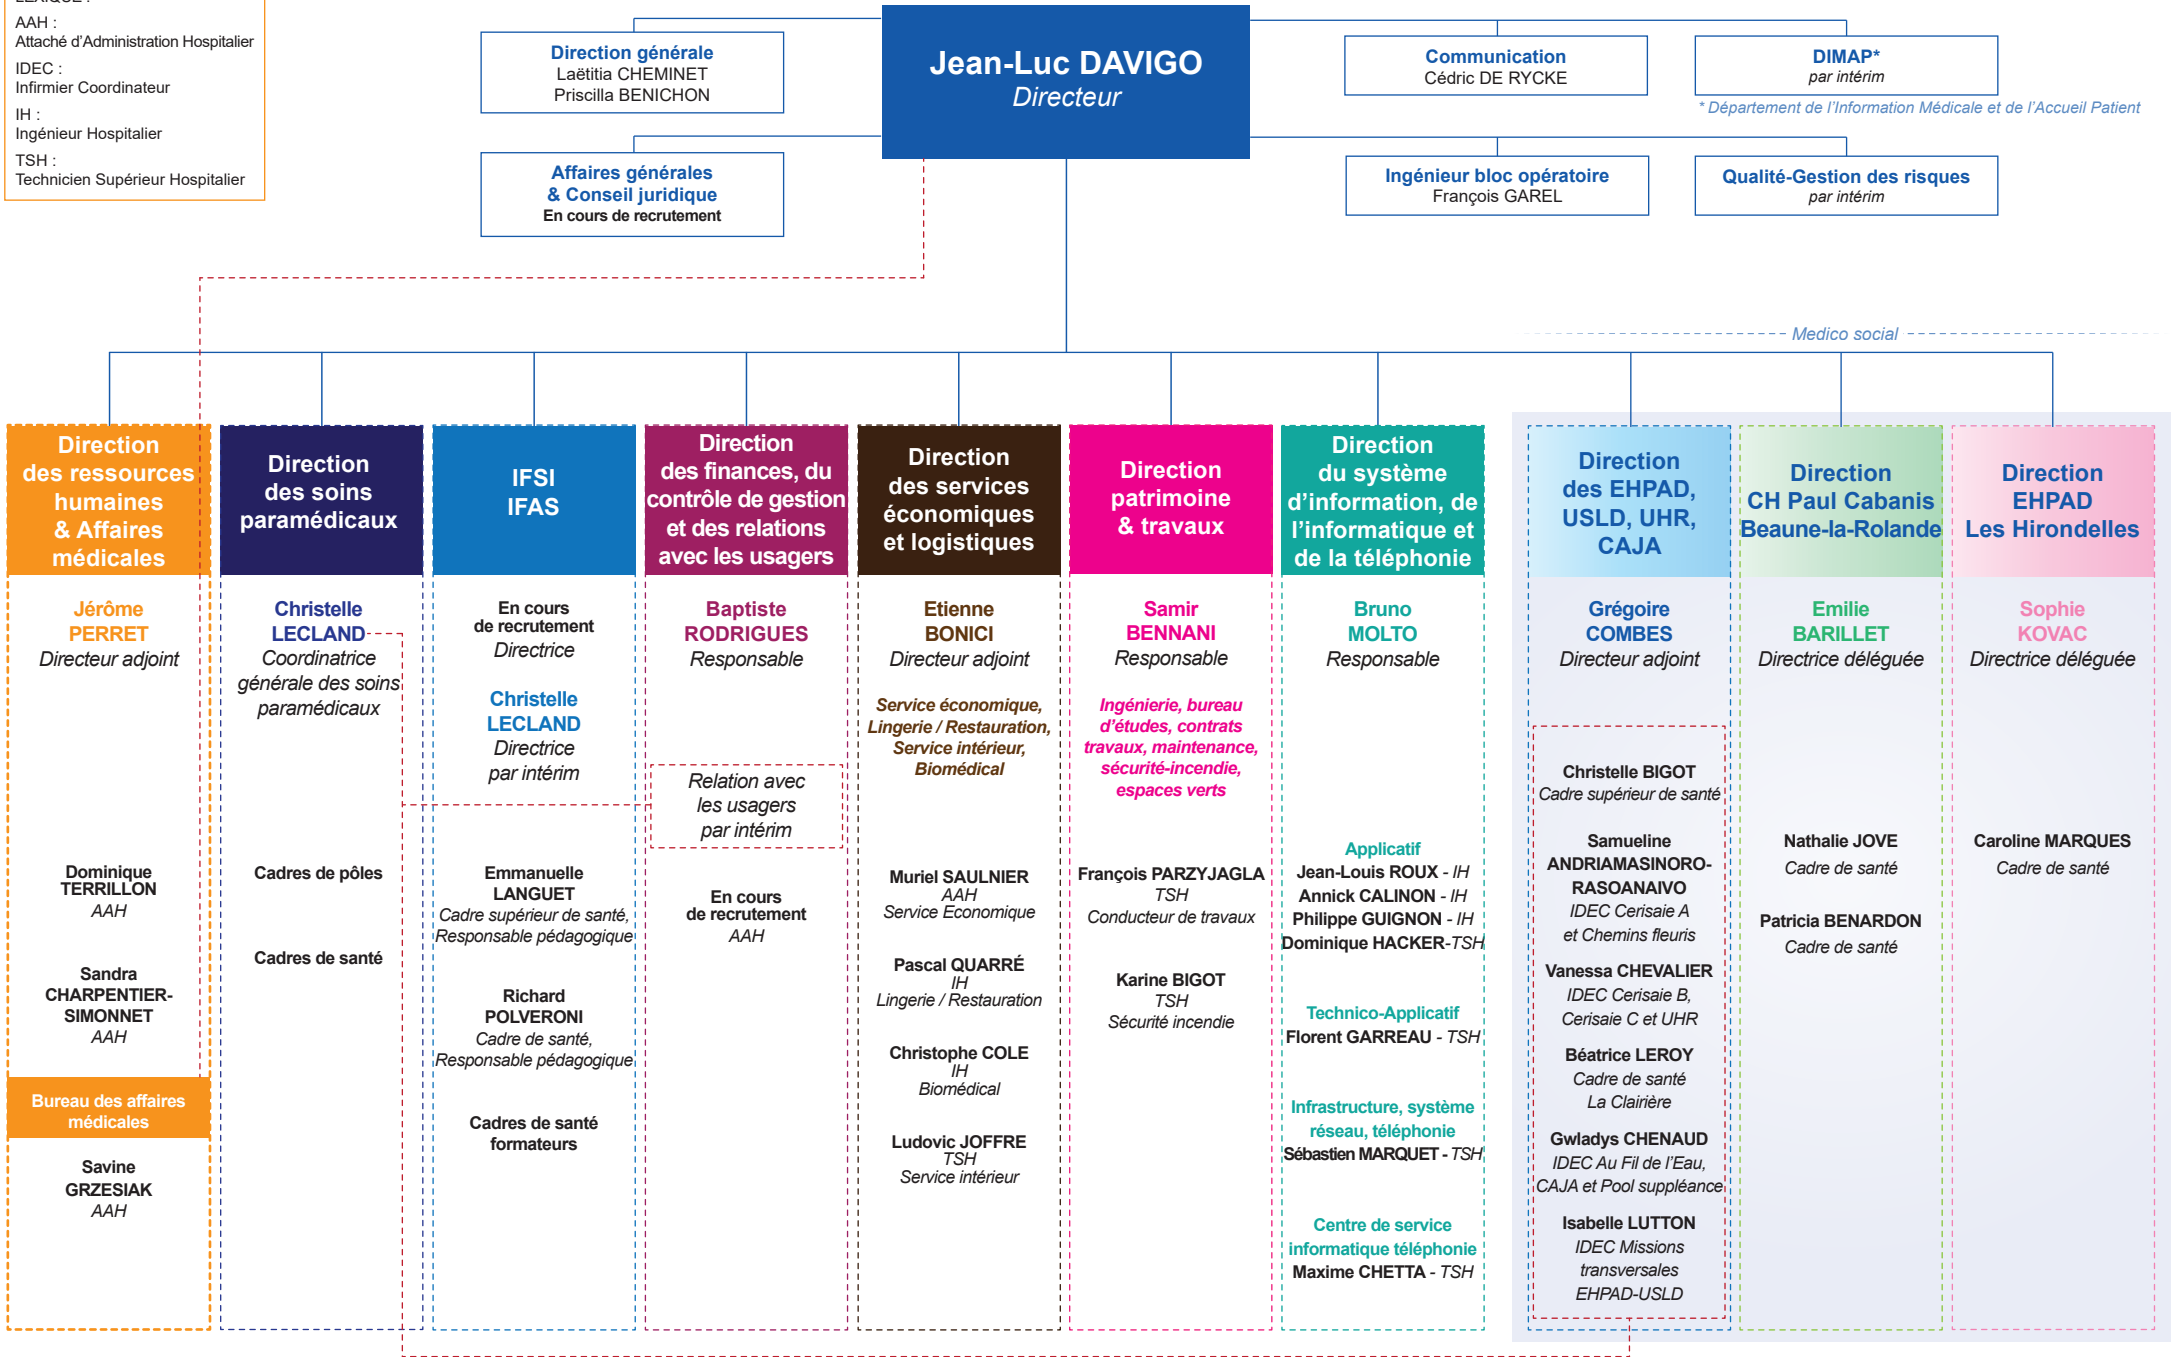 LEXIQUE :
AAH :
Attaché d'Administration Hospitalier
IDEC :
Infirmier Coordinateur
IH :
Ingénieur Hospitalier
TSH :
Technicien Supérieur Hospitalier
Direction générale
Laëtitia CHEMINET
Priscilla BENICHON
Affaires générales
& Conseil juridique
En cours de recrutement
Jean-Luc DAVIGO
Directeur
Communication
Cédric DE RYCKE
DIMAP*
par intérim
* Département de l'Information Médicale et de l'Accueil Patient
Ingénieur bloc opératoire
François GAREL
Qualité-Gestion des risques
par intérim
Medico social
Direction
des ressources
humaines
& Affaires
médicales
Jérôme
PERRET
Directeur adjoint
Dominique
TERRILLON
AAH
Sandra
CHARPENTIER-
SIMONNET
AAH
Bureau des affaires
médicales
Savine
GRZESIAK
AAH
Direction
des soins
paramédicaux
Christelle
LECLAND
Coordinatrice
générale des soins
paramédicaux
Cadres de pôles
Cadres de santé
IFSI
IFAS
En cours
de recrutement
Directrice
Christelle
LECLAND
Directrice
par intérim
Emmanuelle
LANGUET
Cadre supérieur de santé,
Responsable pédagogique
Richard
POLVERONI
Cadre de santé,
Responsable pédagogique
Cadres de santé
formateurs
Direction
des finances, du
contrôle de gestion
et des relations
avec les usagers
Baptiste
RODRIGUES
Responsable
Relation avec
les usagers
par intérim
En cours
de recrutement
AAH
Direction
des services
économiques
et logistiques
Etienne
BONICI
Directeur adjoint
Service économique,
Lingerie / Restauration,
Service intérieur,
Biomédical
Muriel SAULNIER
AAH
Service Economique
Pascal QUARRÉ
IH
Lingerie / Restauration
Christophe COLE
IH
Biomédical
Ludovic JOFFRE
TSH
Service intérieur
Direction
patrimoine
& travaux
Samir
BENNANI
Responsable
Ingénierie, bureau
d'études, contrats
travaux, maintenance,
sécurité-incendie,
espaces verts
François PARZYJAGLA
TSH
Conducteur de travaux
Karine BIGOT
TSH
Sécurité incendie
Direction
du système
d'information, de
l'informatique et
de la téléphonie
Bruno
MOLTO
Responsable
Applicatif
Jean-Louis ROUX - IH
Annick CALINON - IH
Philippe GUIGNON - IH
Dominique HACKER-TSH
Technico-Applicatif
Florent GARREAU - TSH
Infrastructure, système
réseau, téléphonie
Sébastien MARQUET - TSH
Centre de service
informatique téléphonie
Maxime CHETTA - TSH
Direction
des EHPAD,
USLD, UHR,
CAJA
Grégoire
COMBES
Directeur adjoint
Christelle BIGOT
Cadre supérieur de santé
Samueline
ANDRIAMASINORO-
RASOANAIVO
IDEC Cerisaie A
et Chemins fleuris
Vanessa CHEVALIER
IDEC Cerisaie B,
Cerisaie C et UHR
Béatrice LEROY
Cadre de santé
La Clairière
Gwladys CHENAUD
IDEC Au Fil de l'Eau,
CAJA et Pool suppléance
Isabelle LUTTON
IDEC Missions
transversales
EHPAD-USLD
Direction
CH Paul Cabanis
Beaune-la-Rolande
Emilie
BARILLET
Directrice déléguée
Nathalie JOVE
Cadre de santé
Patricia BENARDON
Cadre de santé
Direction
EHPAD
Les Hirondelles
Sophie
KOVAC
Directrice déléguée
Caroline MARQUES
Cadre de santé